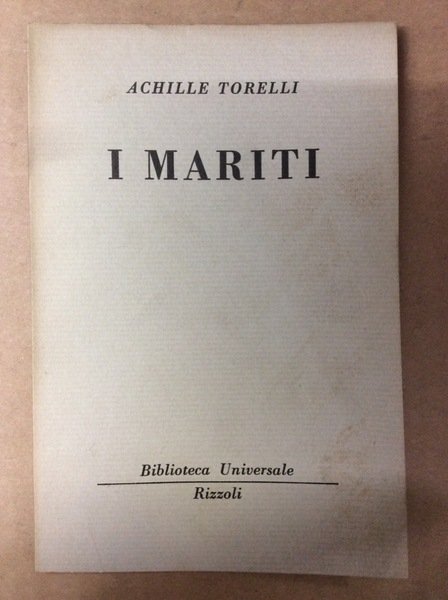 ACHILLE TORELLI
I MARITI
Biblioteca Universale
Rizzoli